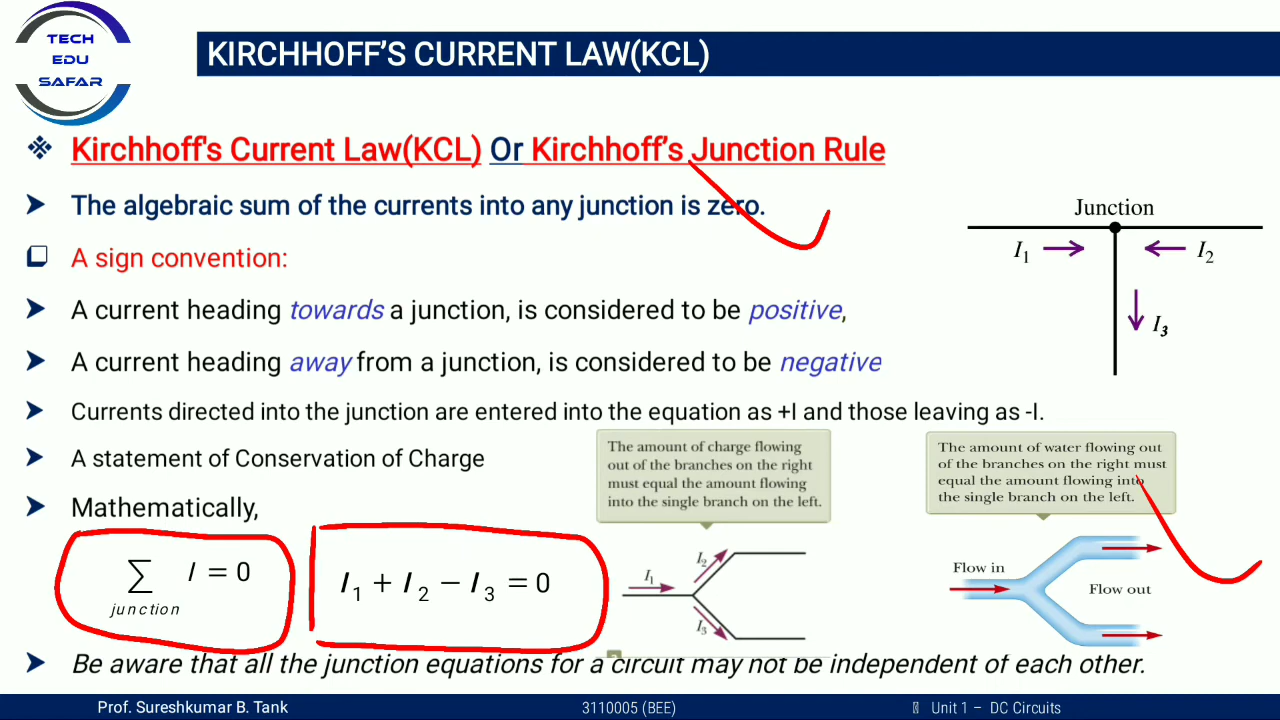 TECH
EDU
SAFAR
KIRCHHOFF'S CURRENT LAW(KCL)
Kirchhoff's Current Law(KCL) Or Kirchhoff's Junction Rule
The algebraic sum of the currents into any junction is zero.
A sign convention:
A current heading towards a junction, is considered to be positive,
A current heading away from a junction, is considered to be negative
Currents directed into the junction are entered into the equation as +I and those leaving as -I.
A statement of Conservation of Charge
Mathematically,
∑ I = 0
junction
I₁ + I₂ − I₃ = 0
Junction
I₁
I₂
I₃
The amount of charge flowing
out of the branches on the right
must equal the amount flowing
into the single branch on the left.
I₁
I₂
I₃
The amount of water flowing out
of the branches on the right must
equal the amount flowing into
the single branch on the left.
Flow in
Flow out
Be aware that all the junction equations for a circuit may not be independent of each other.
Prof. Sureshkumar B. Tank
3110005 (BEE)
Unit 1 – DC Circuits